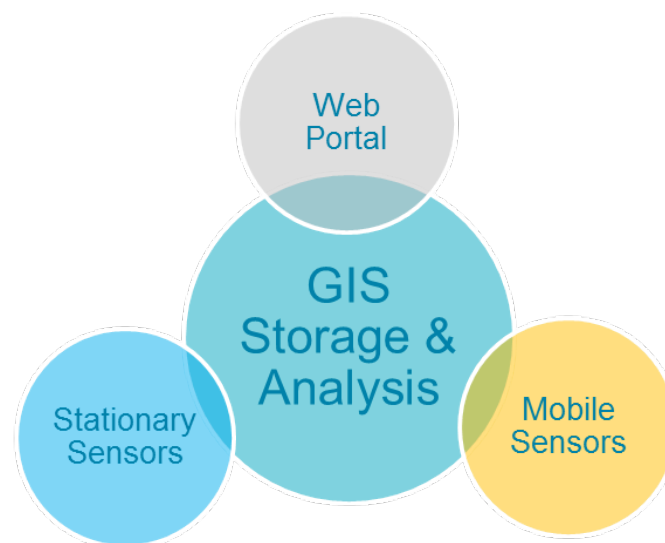 Web
Portal
GIS
Storage &
Analysis
Stationary
Sensors
Mobile
Sensors